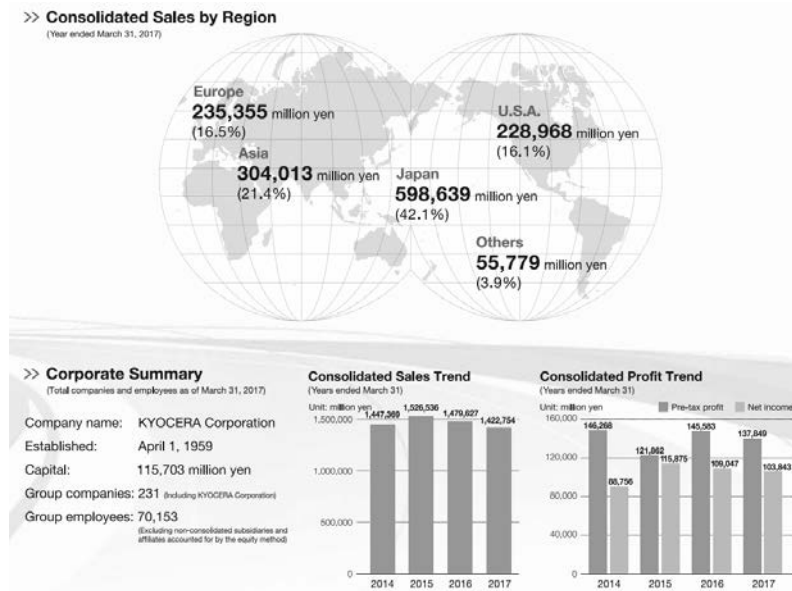 >> Consolidated Sales by Region
(Year ended March 31, 2017)
Europe
235,355 million yen
(16.5%)
Asia
304,013 million yen
(21.4%)
Japan
598,639 million yen
(42.1%)
U.S.A.
228,968 million yen
(16.1%)
Others
55,779 million yen
(3.9%)
>> Corporate Summary
(Total companies and employees as of March 31, 2017)
Company name: KYOCERA Corporation
Established: April 1, 1959
Capital: 115,703 million yen
Group companies: 231 (Including KYOCERA Corporation)
Group employees: 70,153
(Excluding non-consolidated subsidiaries and
affiliates accounted for by the equity method)
Consolidated Sales Trend
(Years ended March 31)
Unit: million yen
1,447,369 1,526,536 1,479,627 1,422,754
1,500,000
1,000,000
500,000
0
2014 2015 2016 2017
Consolidated Profit Trend
(Years ended March 31)
Unit: million yen Pre-tax profit Net income
160,000
146,268 88,756 121,862 115,875 145,583 109,047 137,849 103,843
120,000
80,000
40,000
0
2014 2015 2016 2017